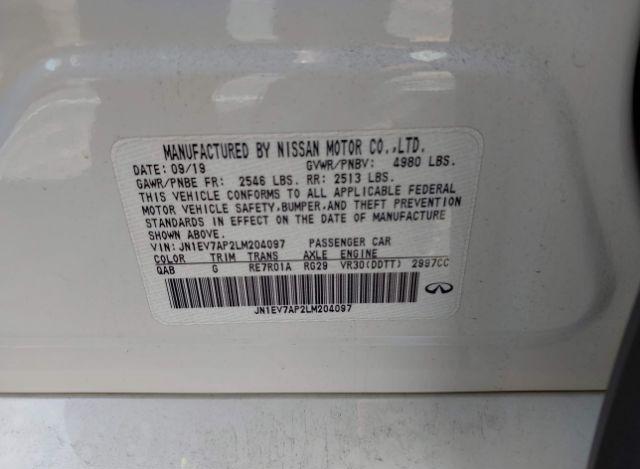 MANUFACTURED BY NISSAN MOTOR CO.,LTD.
DATE: 09/19 GVWR/PNBV: 4980 LBS.
GAWR/PNBE FR: 2546 LBS. RR: 2513 LBS.
THIS VEHICLE CONFORMS TO ALL APPLICABLE FEDERAL
MOTOR VEHICLE SAFETY,BUMPER,AND THEFT PREVENTION
STANDARDS IN EFFECT ON THE DATE OF MANUFACTURE
SHOWN ABOVE.
VIN: JN1EV7AP2LM204097 PASSENGER CAR
COLOR TRIM TRANS AXLE ENGINE
QAB G RE7R01A RG29 VR30(DDTT) 2997CC
JN1EV7AP2LM204097